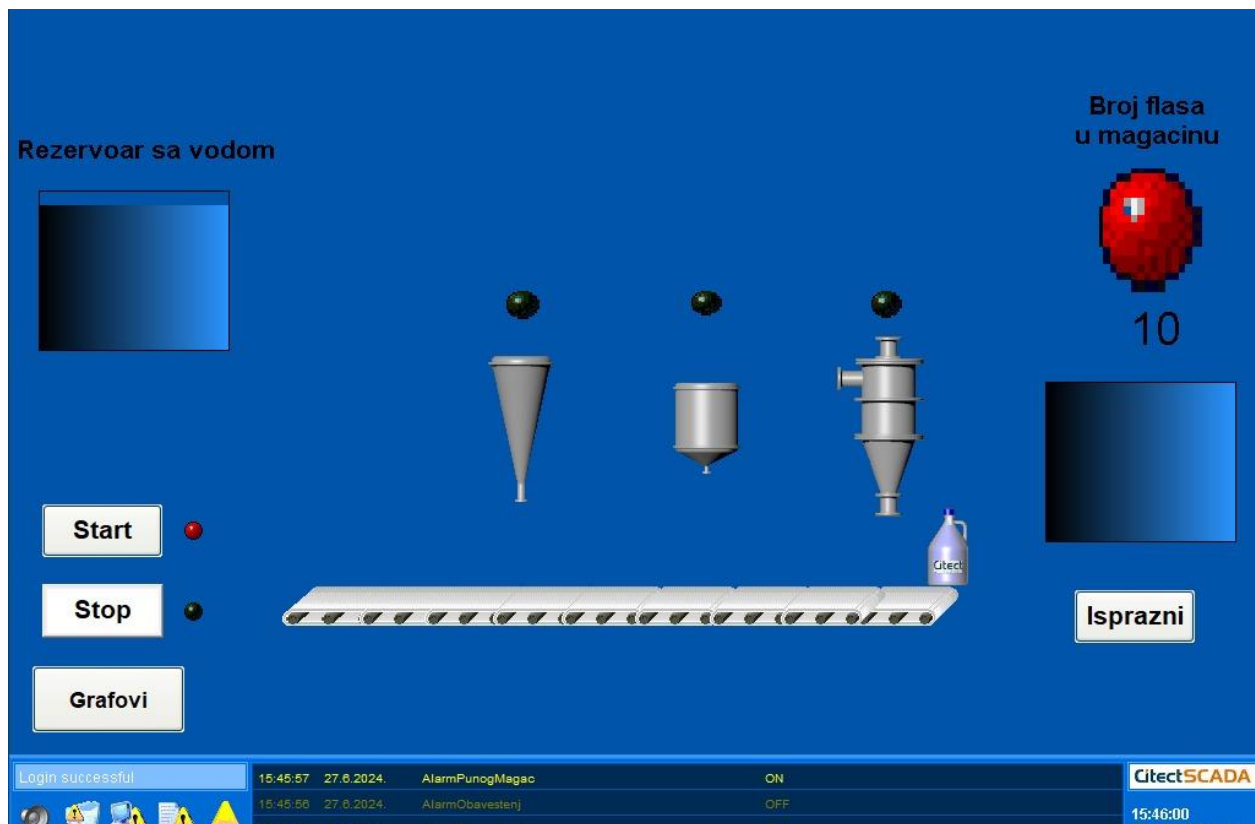 Broj flasa
u magacinu
Rezervoar sa vodom
10
Start
Citect
Stop
Isprazni
Grafovi
Login successful
15:45:57 27.6.2024. AlarmPunogMagac ON
CitectSCADA
15:45:56 27.6.2024. AlarmObavestenj OFF
15:46:00